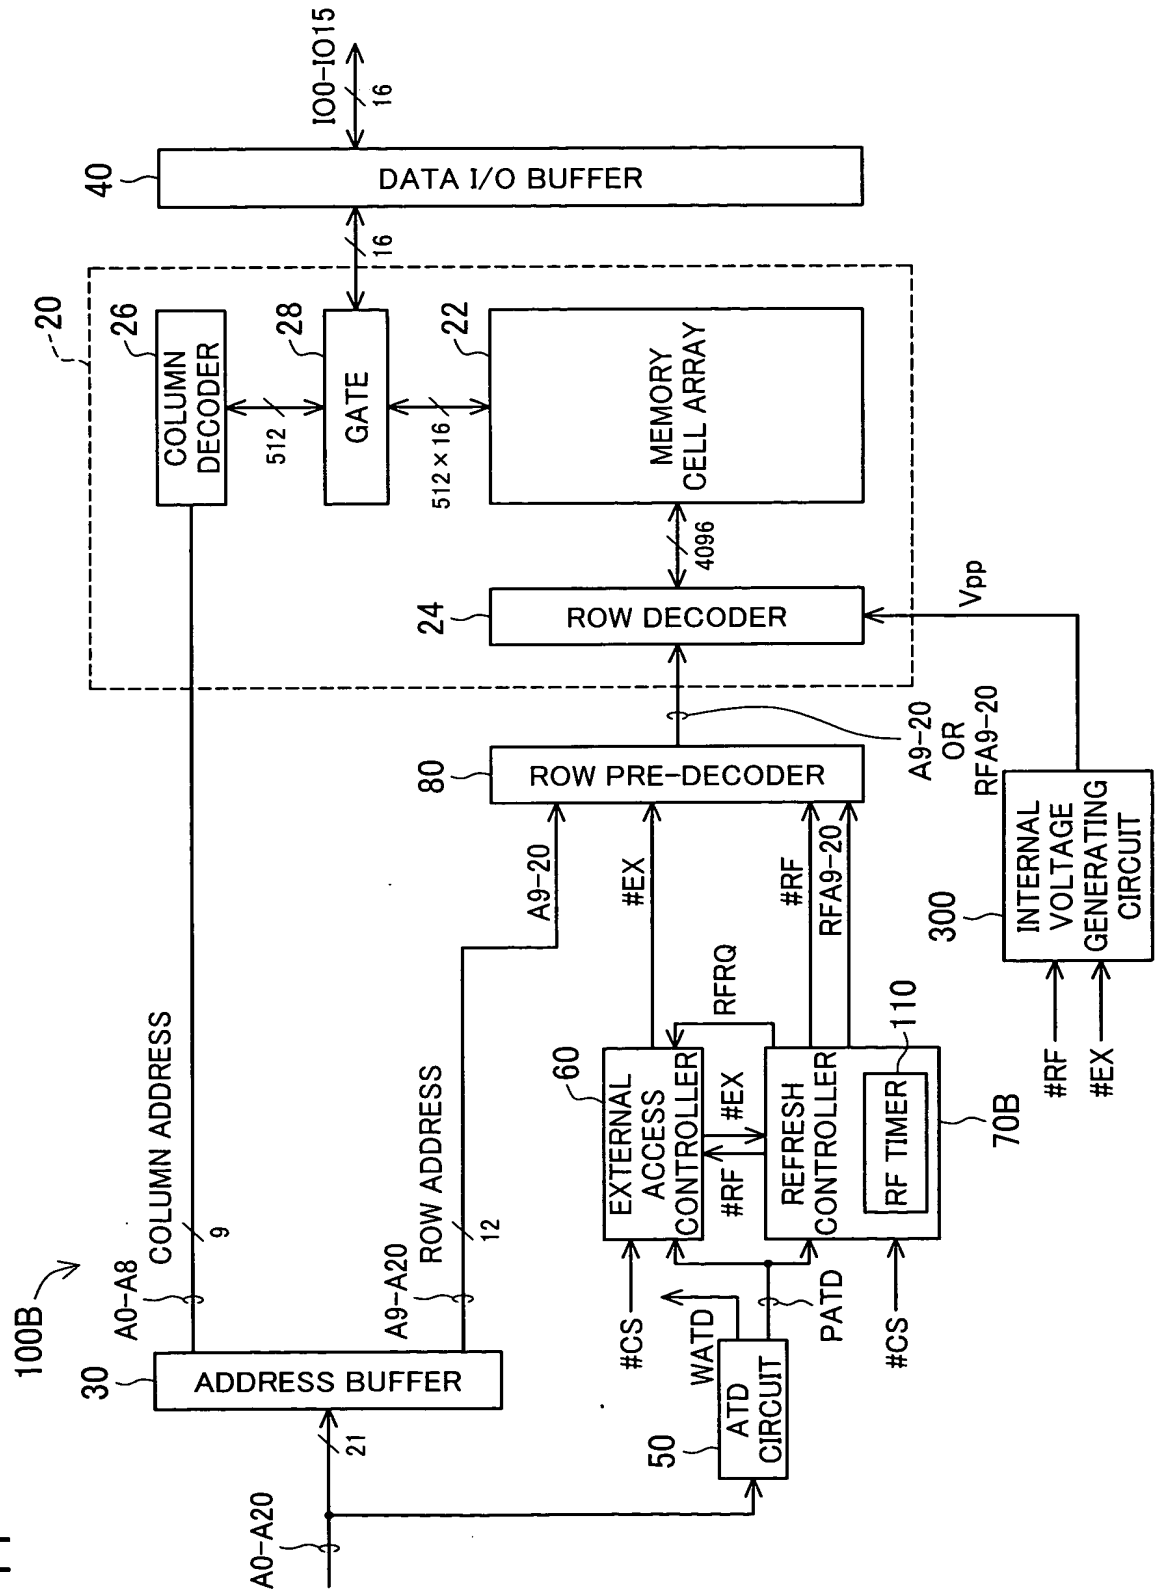 100B
A0-A20
21
30
ADDRESS BUFFER
A0-A8
COLUMN ADDRESS
9
A9-A20
ROW ADDRESS
12
50
ATD
CIRCUIT
WATD
PATD
#CS
#CS
60
EXTERNAL
ACCESS
CONTROLLER
#RF
#EX
RFRQ
REFRESH
CONTROLLER
RF TIMER
110
70B
A9-20
#EX
#RF
RFA9-20
80
ROW PRE-DECODER
A9-20
OR
RFA9-20
300
#RF
#EX
INTERNAL
VOLTAGE
GENERATING
CIRCUIT
Vpp
20
24
ROW DECODER
4096
22
MEMORY
CELL ARRAY
512×16
28
GATE
512
26
COLUMN
DECODER
16
40
DATA I/O BUFFER
IO0-IO15
16